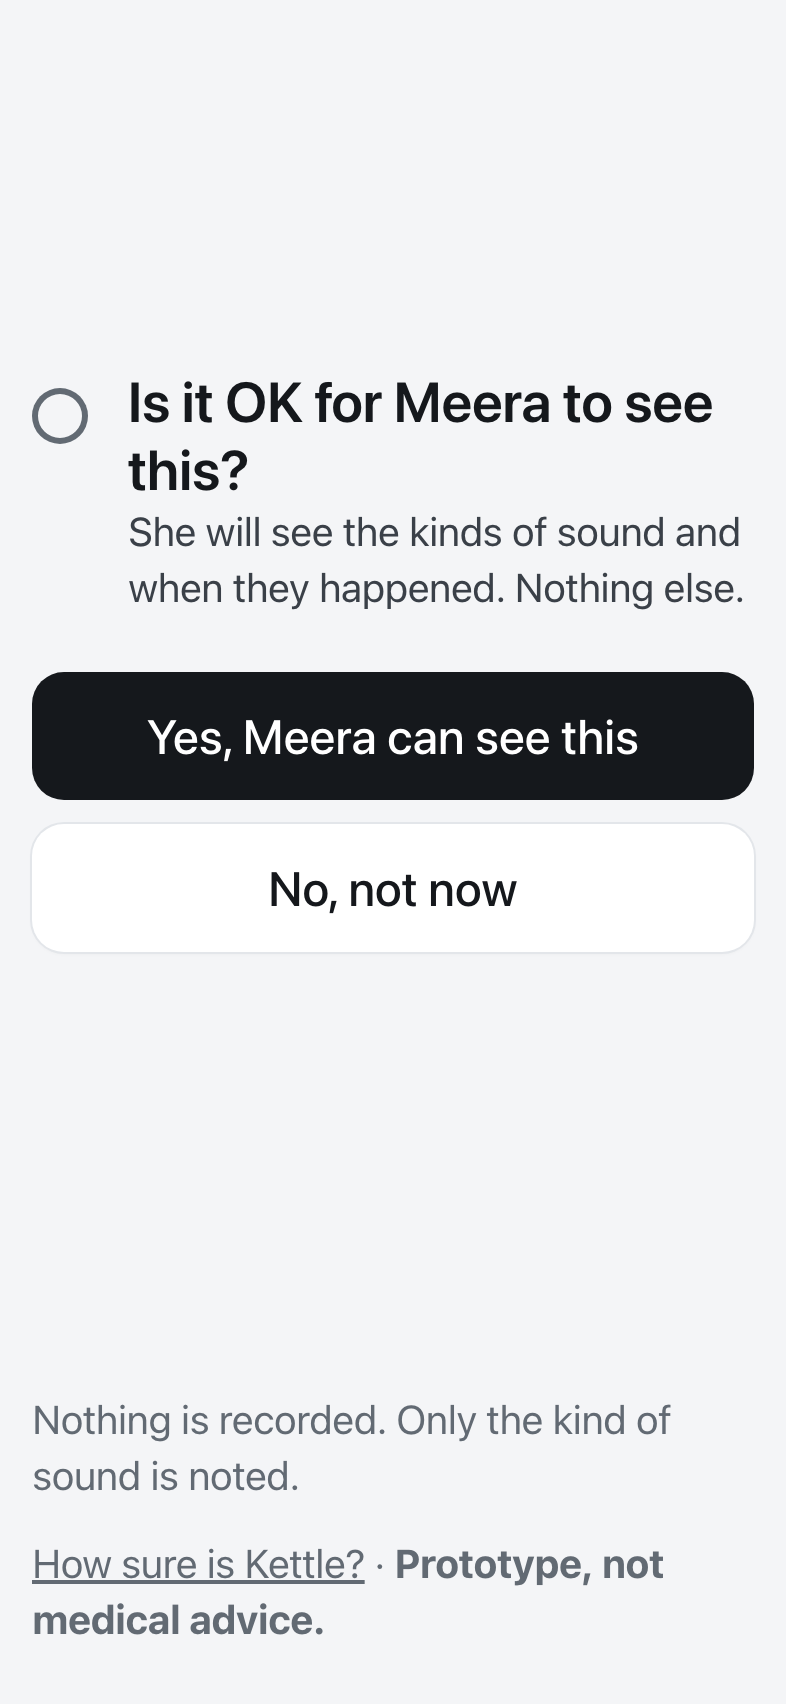 Is it OK for Meera to see
this?
She will see the kinds of sound and
when they happened. Nothing else.
Yes, Meera can see this
No, not now
Nothing is recorded. Only the kind of
sound is noted.
How sure is Kettle? · Prototype, not
medical advice.